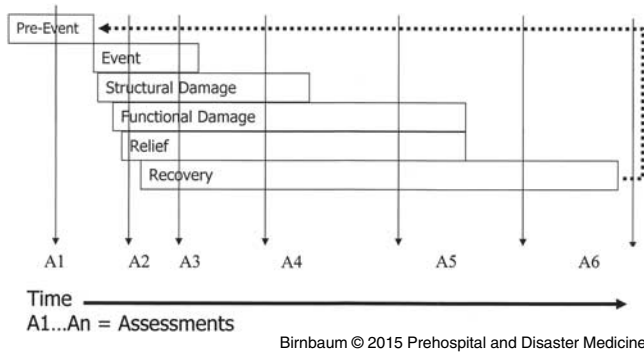 Pre-Event
Event
Structural Damage
Functional Damage
Relief
Recovery
A1 A2 A3 A4 A5 A6
Time
A1...An = Assessments
Birnbaum © 2015 Prehospital and Disaster Medicine